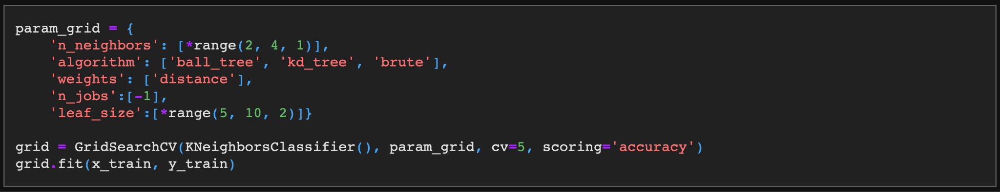 param_grid = {
    'n_neighbors': [*range(2, 4, 1)],
    'algorithm': ['ball_tree', 'kd_tree', 'brute'],
    'weights': ['distance'],
    'n_jobs':[-1],
    'leaf_size':[*range(5, 10, 2)]}

grid = GridSearchCV(KNeighborsClassifier(), param_grid, cv=5, scoring='accuracy')
grid.fit(x_train, y_train)